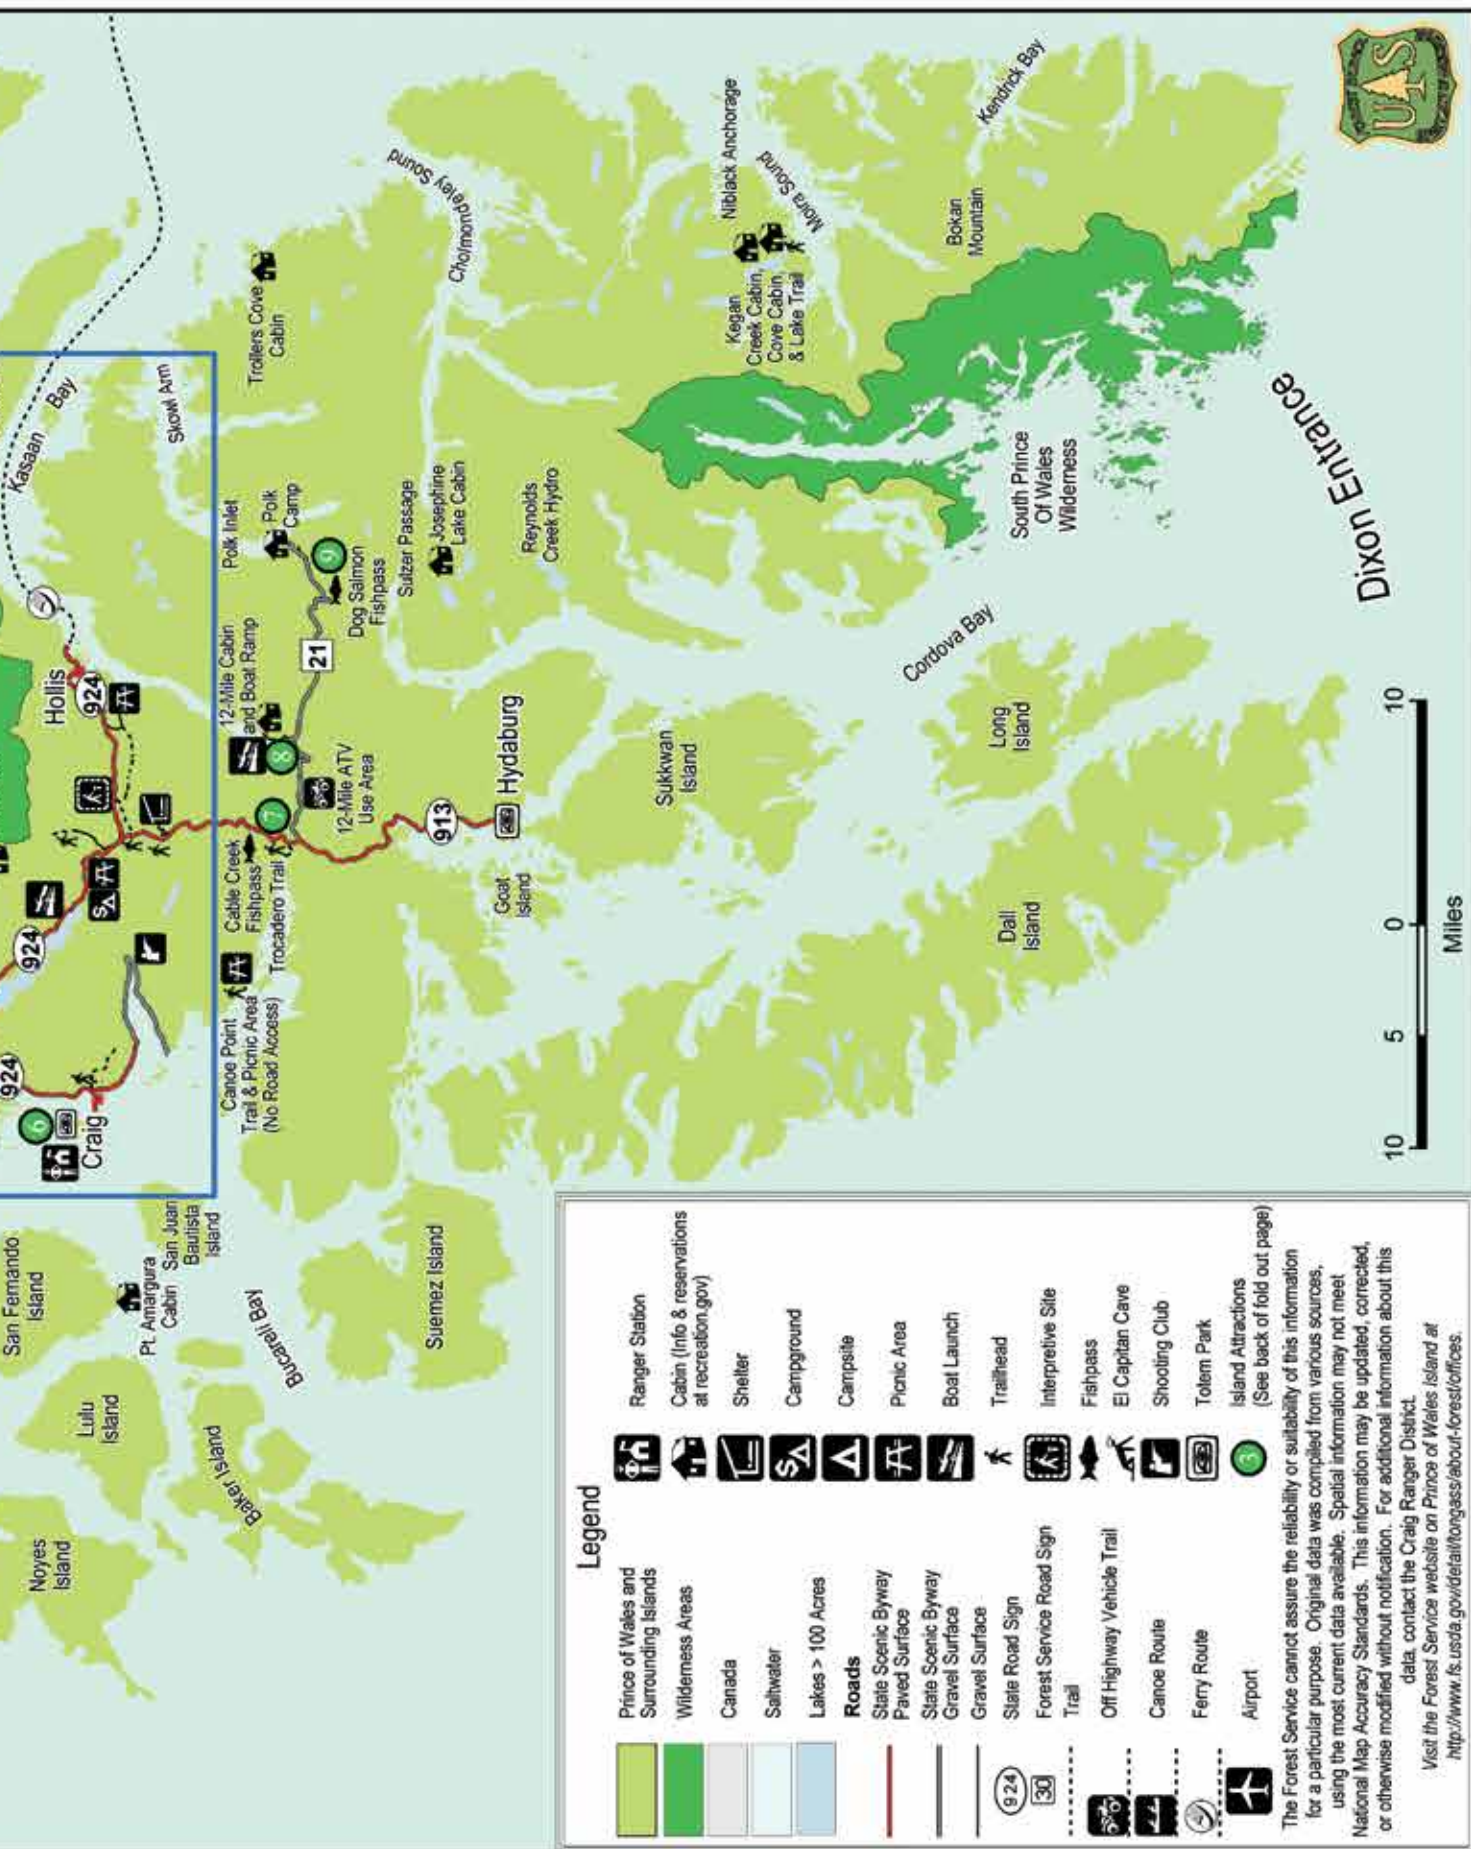 Noyes
Island
Lulu
Island
Baker Island
San Fernando
Island
Pt. Amargura
Cabin
San Juan
Bautista
Island
Bucareli Bay
Suemez Island
924
6
Craig
924
Hollis
924
Kasaan Bay
Skowl Arm
Canoe Point
Trail & Picnic Area
(No Road Access)
Cable Creek
Fishpass
Trocadero Trail
7
8
12-Mile Cabin
and Boat Ramp
12-Mile ATV
Use Area
21
Polk Inlet
Polk
Camp
9
Dog Salmon
Fishpass
Trollers Cove
Cabin
Cholmondeley Sound
Sulzer Passage
Josephine
Lake Cabin
913
Hydaburg
Goat
Island
Reynolds
Creek Hydro
Sukkwan
Island
Kegan
Creek Cabin,
Cove Cabin
& Lake Trail
Niblack Anchorage
Moira Sound
Bokan
Mountain
Kendrick Bay
South Prince
Of Wales
Wilderness
Cordova Bay
Long
Island
Dall
Island
Dixon Entrance
10 5 0 10
Miles
UAS
Legend
Prince of Wales and
Surrounding Islands
Wilderness Areas
Canada
Saltwater
Lakes > 100 Acres
Roads
State Scenic Byway
Paved Surface
State Scenic Byway
Gravel Surface
Gravel Surface
924 State Road Sign
30 Forest Service Road Sign
Trail
Off Highway Vehicle Trail
Canoe Route
Ferry Route
Airport
Ranger Station
Cabin (Info & reservations
at recreation.gov)
Shelter
Campground
Campsite
Picnic Area
Boat Launch
Trailhead
Interpretive Site
Fishpass
El Capitan Cave
Shooting Club
Totem Park
3 Island Attractions
(See back of fold out page)
The Forest Service cannot assure the reliability or suitability of this information
for a particular purpose. Original data was compiled from various sources,
using the most current data available. Spatial information may not meet
National Map Accuracy Standards. This information may be updated, corrected,
or otherwise modified without notification. For additional information about this
data, contact the Craig Ranger District.
Visit the Forest Service website on Prince of Wales Island at
http://www.fs.usda.gov/detail/tongass/about-forest/offices.